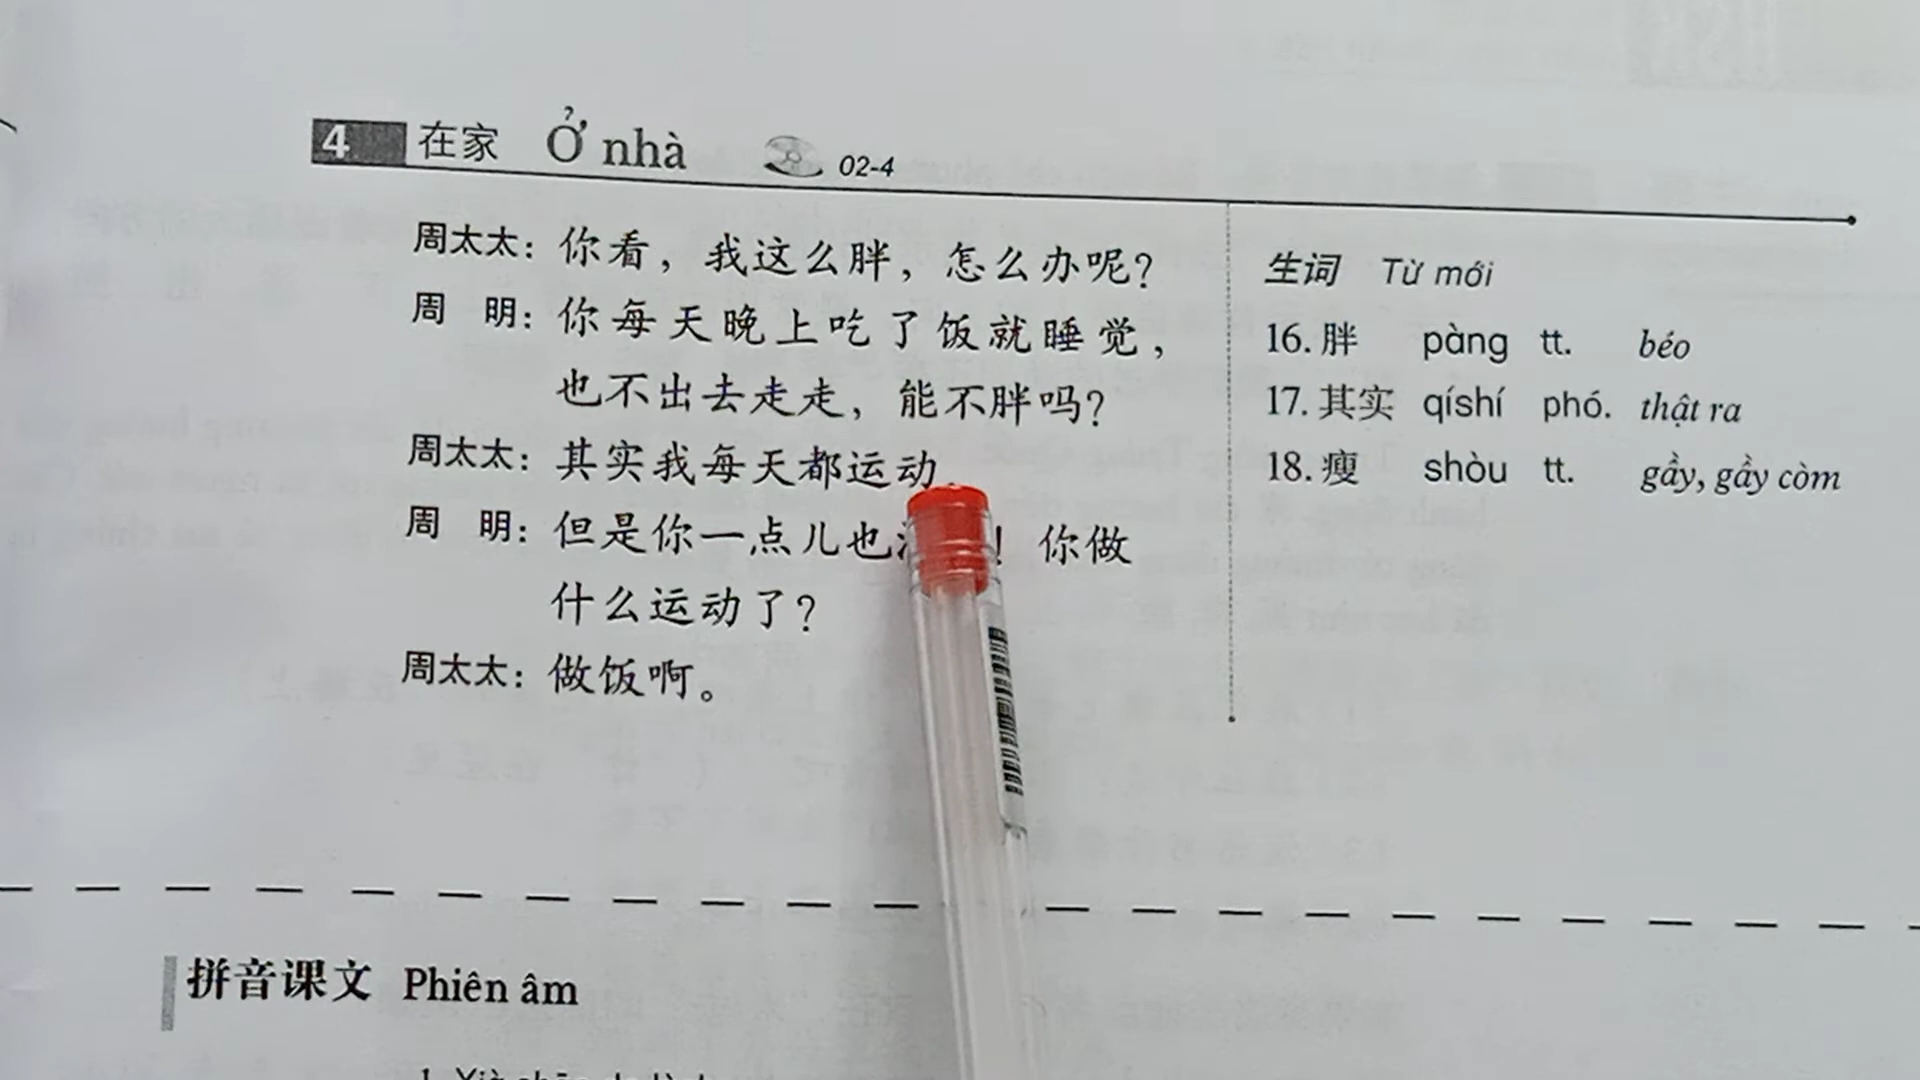 4 在家 Ở nhà 02-4
周太太：你看，我这么胖，怎么办呢？
周　明：你每天晚上吃了饭就睡觉，
也不出去走走，能不胖吗？
周太太：其实我每天都运动。
周　明：但是你一点儿也！你做
什么运动了？
周太太：做饭啊。
生词 Từ mới
16. 胖 pàng tt. béo
17. 其实 qíshí phó. thật ra
18. 瘦 shòu tt. gầy, gầy còm
拼音课文 Phiên âm